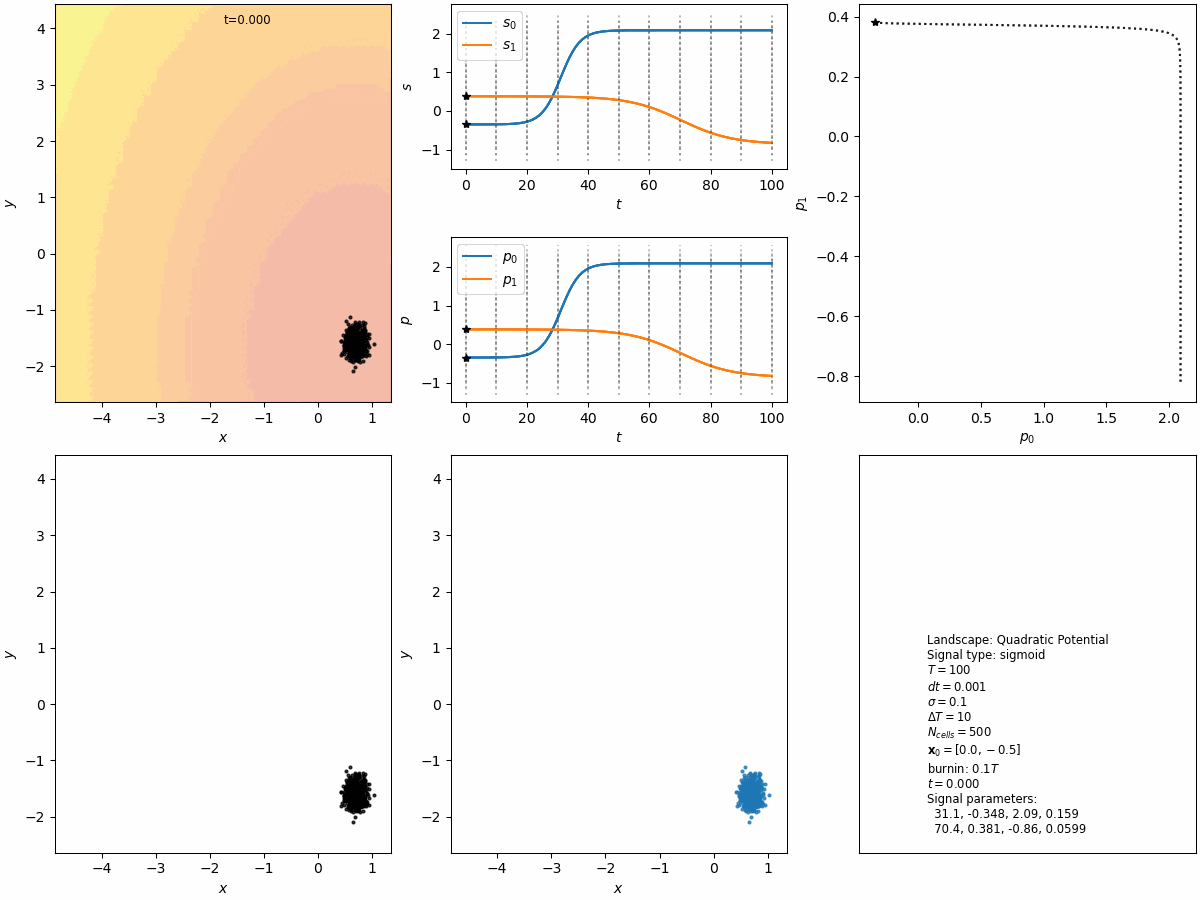 t=0.000
4
3
2
1
0
−1
−2
y
−4
−3
−2
−1
0
1
x
s₀
s₁
2
1
0
−1
s
0
20
40
60
80
100
t
p₀
p₁
2
1
0
−1
p
0
20
40
60
80
100
t
0.4
0.2
0.0
−0.2
−0.4
−0.6
−0.8
p₁
0.0
0.5
1.0
1.5
2.0
p₀
4
3
2
1
0
−1
−2
y
−4
−3
−2
−1
0
1
x
4
3
2
1
0
−1
−2
y
−4
−3
−2
−1
0
1
x
Landscape: Quadratic Potential
Signal type: sigmoid
T = 100
dt = 0.001
σ = 0.1
ΔT = 10
N_cells = 500
x₀ = [0.0, −0.5]
burnin: 0.1T
t = 0.000
Signal parameters:
31.1, -0.348, 2.09, 0.159
70.4, 0.381, -0.86, 0.0599